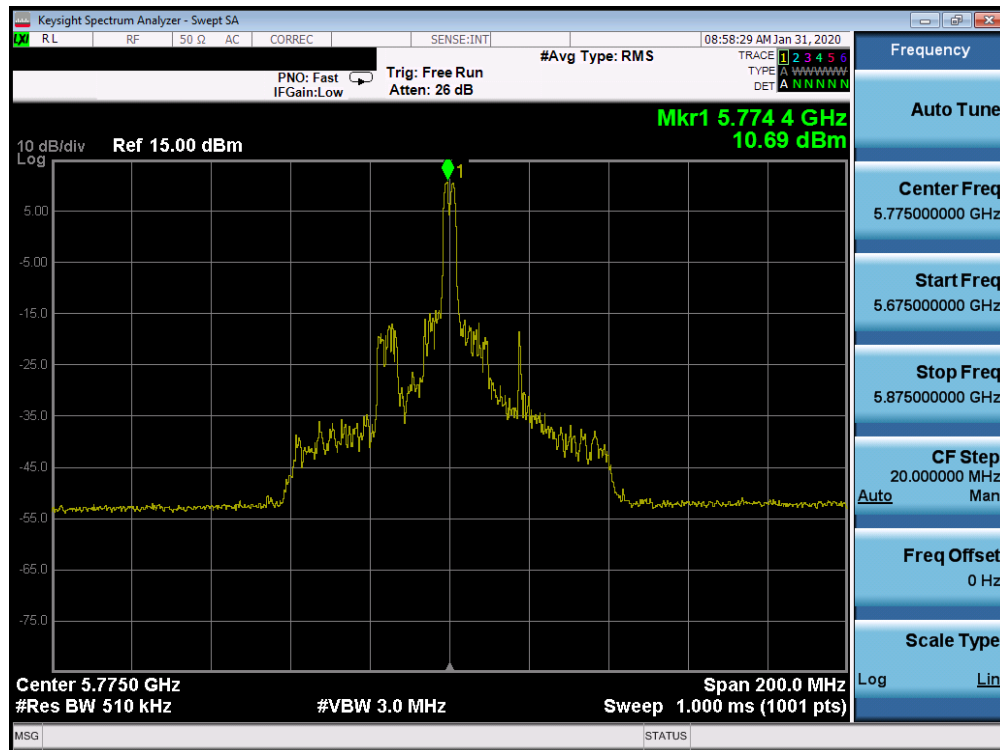 Keysight Spectrum Analyzer - Swept SA
LXI RL RF 50 Ω AC CORREC SENSE:INT 08:58:29 AM Jan 31, 2020
Frequency
#Avg Type: RMS
TRACE 1 2 3 4 5 6
PNO: Fast Trig: Free Run
TYPE A WWWWW
IFGain:Low Atten: 26 dB
DET A N N N N N
Auto Tune
Mkr1 5.774 4 GHz
10.69 dBm
10 dB/div Ref 15.00 dBm
Log
1
5.00
-5.00
-15.0
-25.0
-35.0
-45.0
-55.0
-65.0
-75.0
Center Freq
5.775000000 GHz
Start Freq
5.675000000 GHz
Stop Freq
5.875000000 GHz
CF Step
20.000000 MHz
Auto Man
Freq Offset
0 Hz
Scale Type
Log Lin
Center 5.7750 GHz Span 200.0 MHz
#Res BW 510 kHz #VBW 3.0 MHz Sweep 1.000 ms (1001 pts)
MSG STATUS